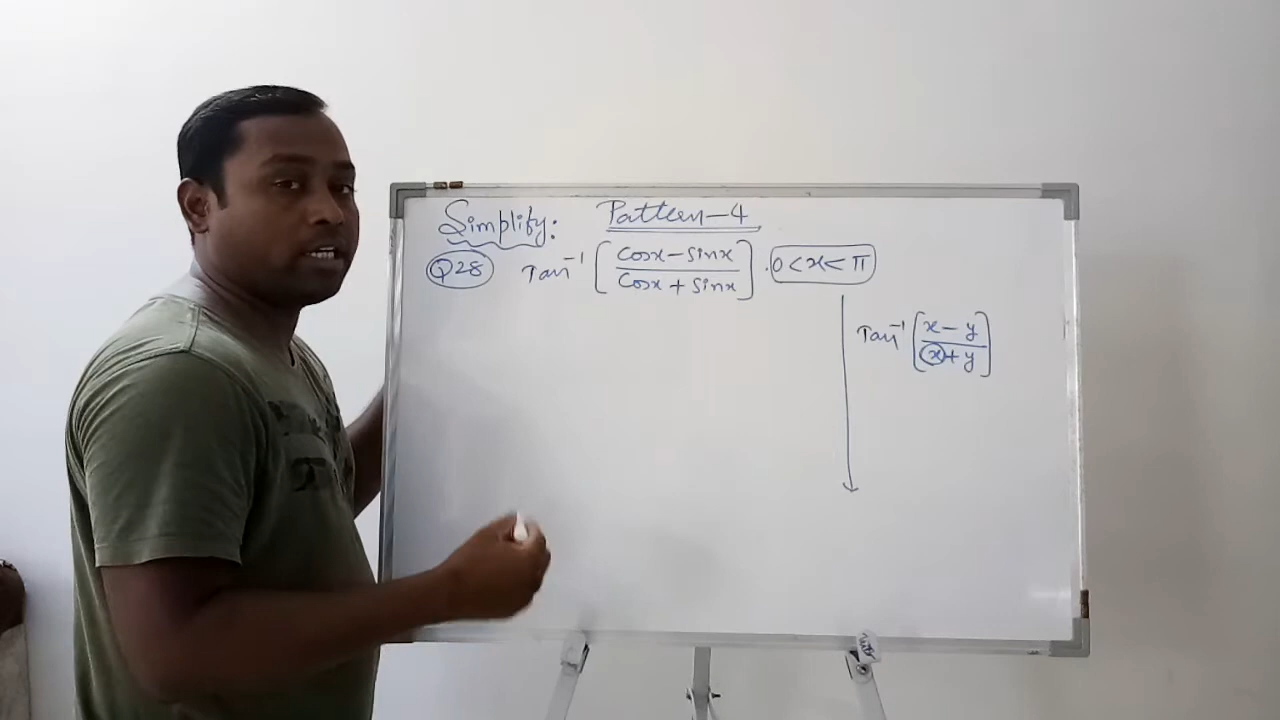 Simplify: Pattern-4
Q28 Tan⁻¹ [cosx - sinx / cosx + sinx] . 0 < x < π
Tan⁻¹ [x - y / x + y]